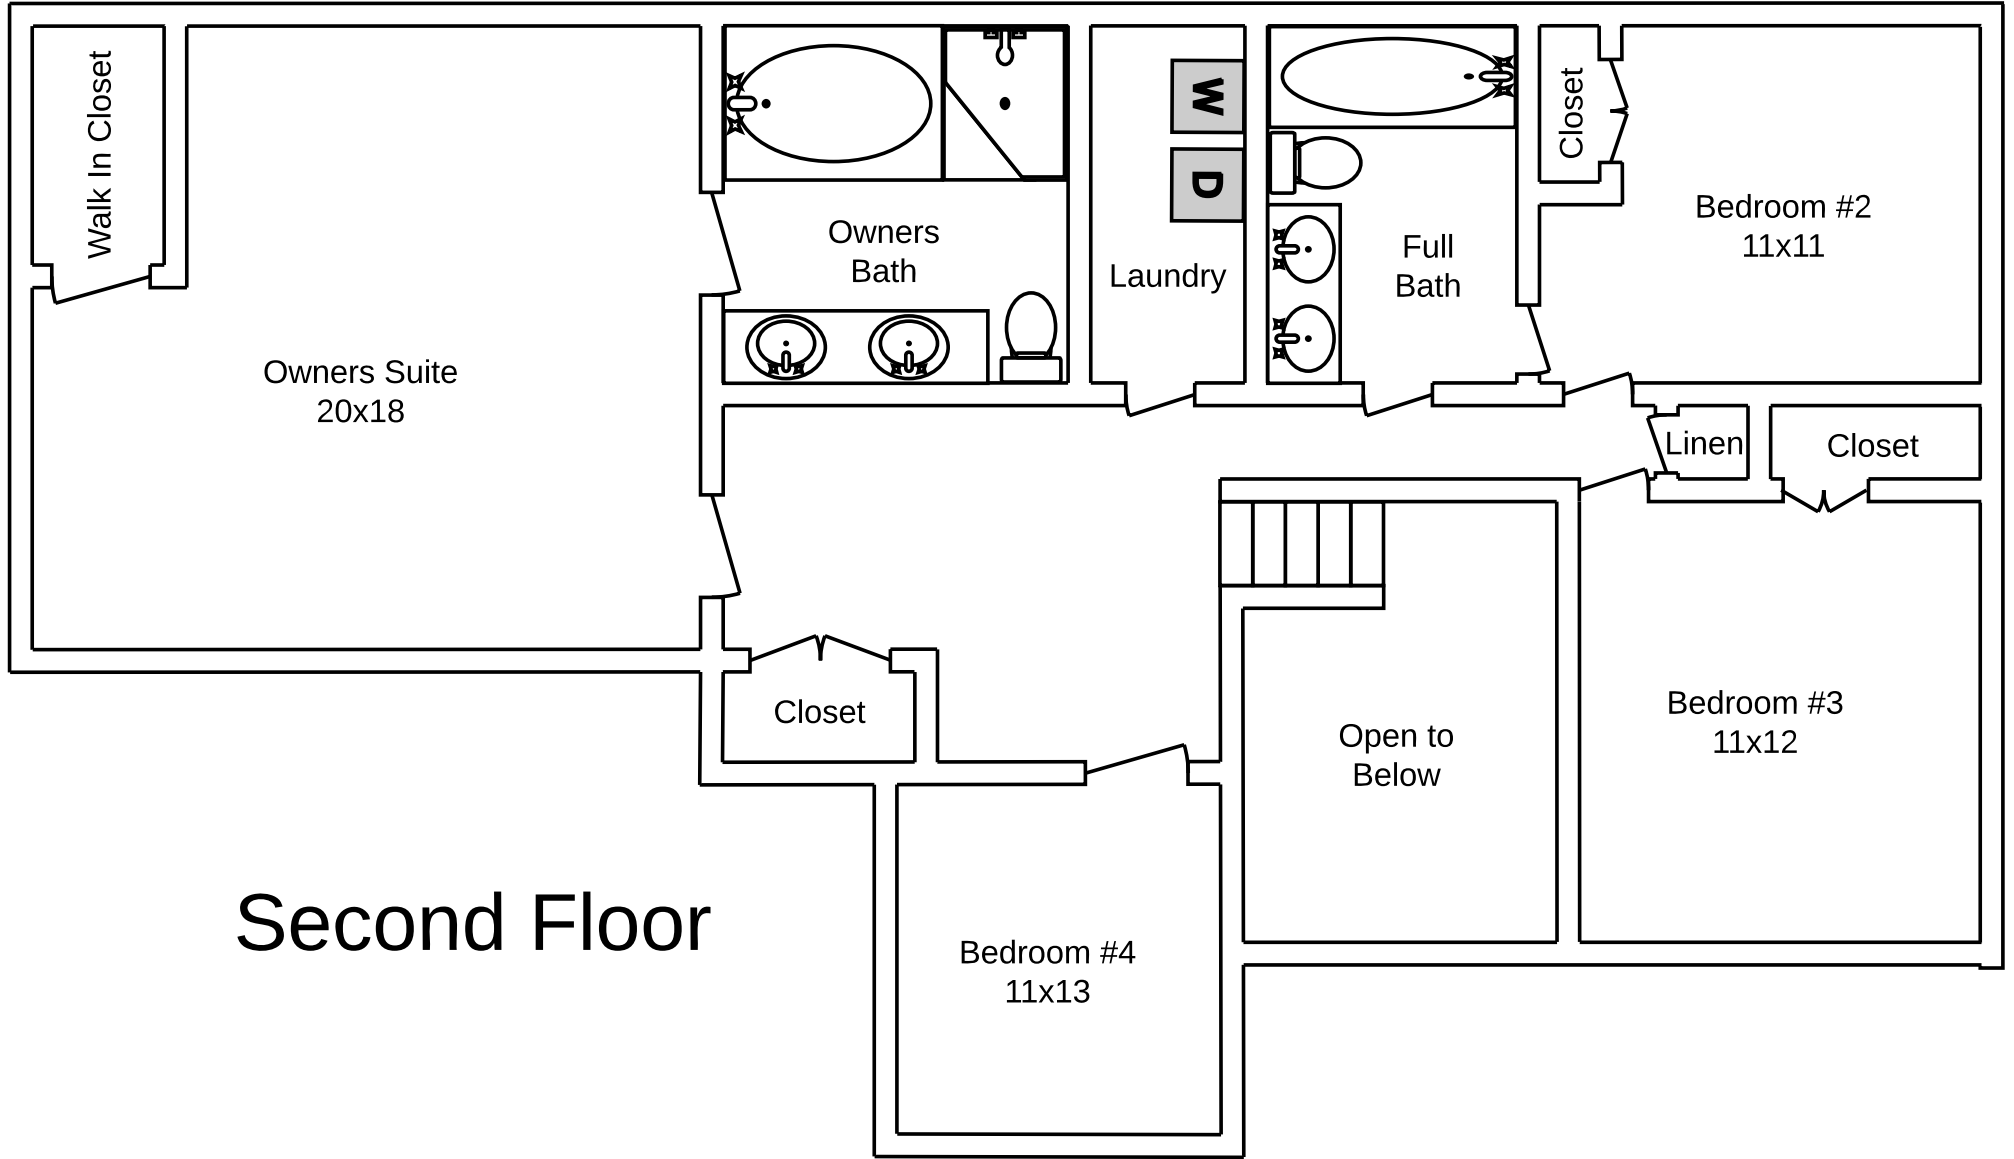 Walk In Closet
Owners Suite
20x18
Owners
Bath
Laundry
W
D
Full
Bath
Closet
Bedroom #2
11x11
Linen
Closet
Closet
Open to
Below
Bedroom #3
11x12
Bedroom #4
11x13
Second Floor